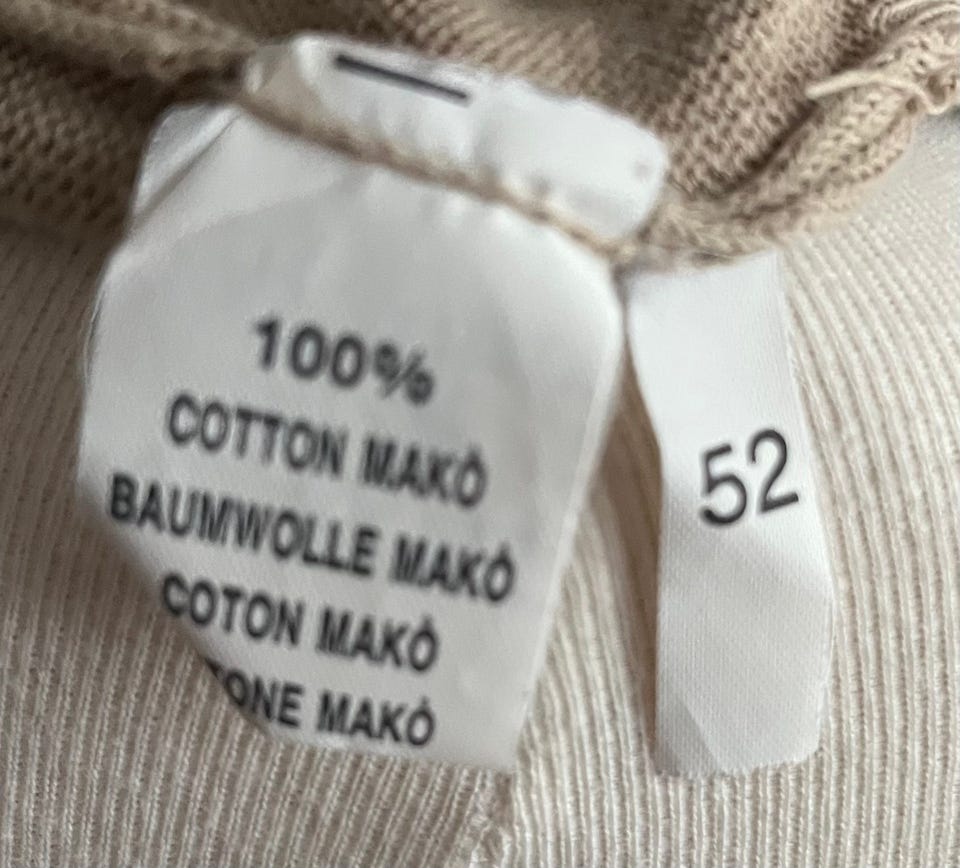 100%
COTTON MAKÒ
BAUMWOLLE MAKÒ
COTON MAKÒ
TONE MAKÒ
52